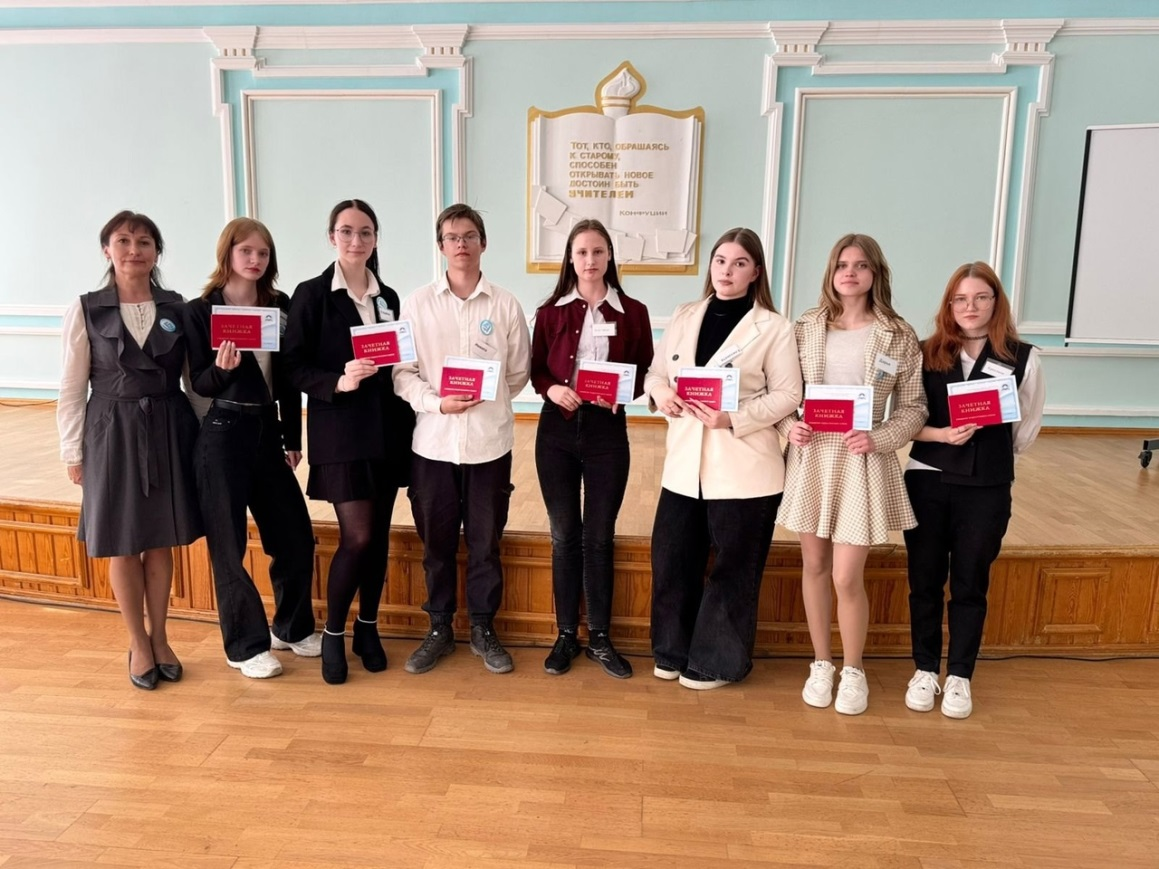 ТОТ, КТО, ОБРАЩАЯСЬ
К СТАРОМУ,
СПОСОБЕН
ОТКРЫВАТЬ НОВОЕ
ДОСТОИН БЫТЬ
УЧИТЕЛЕМ
КОНФУЦИЙ
ЗАЧЕТНАЯ
КНИЖКА
ЗАЧЕТНАЯ
КНИЖКА
ЗАЧЕТНАЯ
КНИЖКА
ЗАЧЕТНАЯ
КНИЖКА
ЗАЧЕТНАЯ
КНИЖКА
ЗАЧЕТНАЯ
КНИЖКА
ЗАЧЕТНАЯ
КНИЖКА